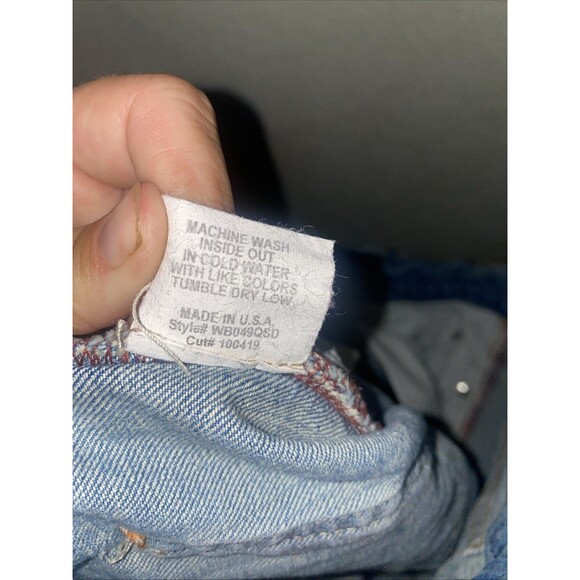 MACHINE WASH
INSIDE OUT
IN COLD WATER
WITH LIKE COLORS
TUMBLE DRY LOW
MADE IN U.S.A.
Style# WB049QSD
Cut# 100419